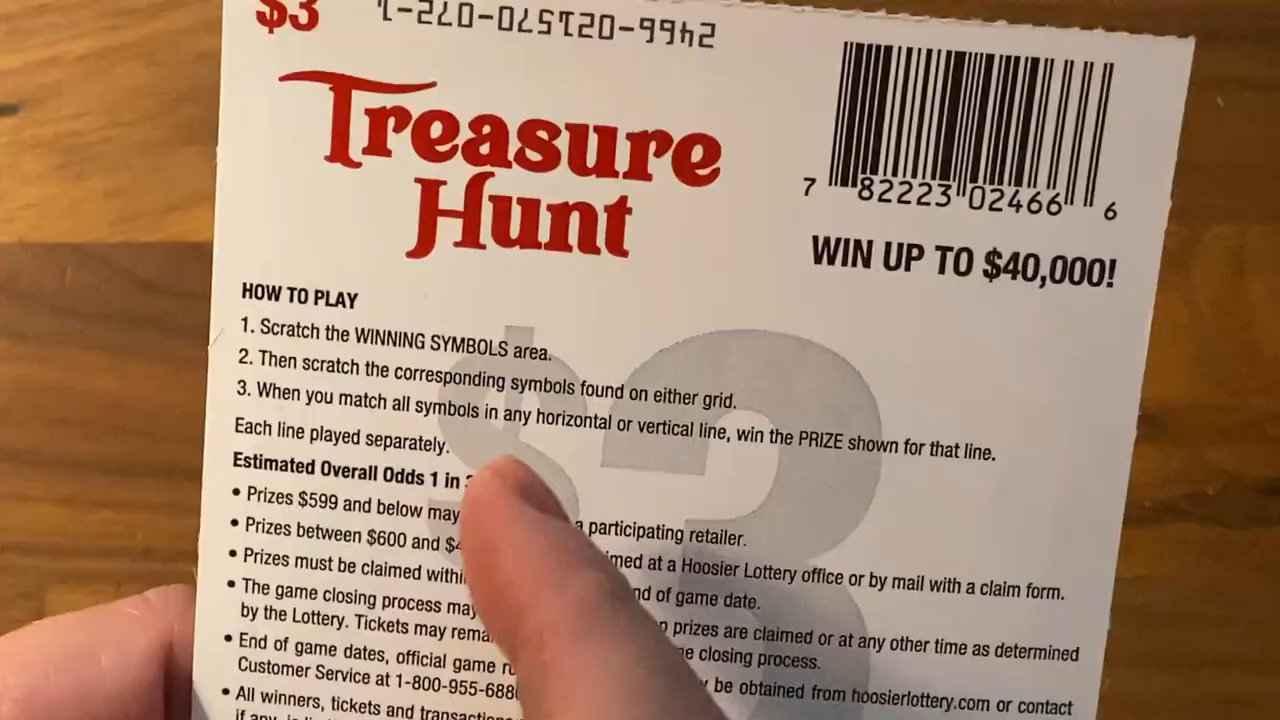 $3
2466-021570-072-1
Treasure
Hunt
7 82223 02466 6
WIN UP TO $40,000!
HOW TO PLAY
1. Scratch the WINNING SYMBOLS area.
2. Then scratch the corresponding symbols found on either grid.
3. When you match all symbols in any horizontal or vertical line, win the PRIZE shown for that line.
Each line played separately.
Estimated Overall Odds 1 in
• Prizes $599 and below may a participating retailer.
• Prizes between $600 and at a Hoosier Lottery office or by mail with a claim form.
• Prizes must be claimed of game date.
• The game closing process may prizes are claimed or at any other time as determined
by the Lottery. Tickets may closing process.
• End of game dates, official game be obtained from hoosierlottery.com or contact
Customer Service at 1-800-955-688
• All winners, tickets and
if any,
$3